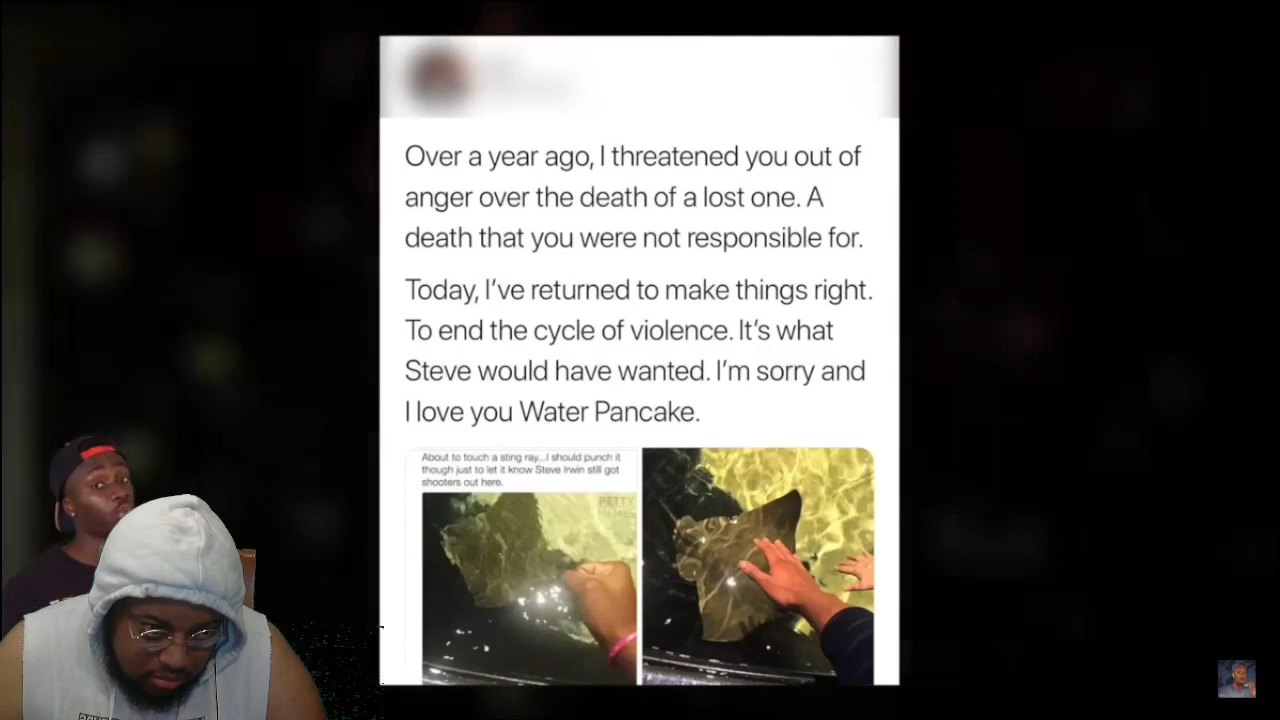 Over a year ago, I threatened you out of
anger over the death of a lost one. A
death that you were not responsible for.
Today, I've returned to make things right.
To end the cycle of violence. It's what
Steve would have wanted. I'm sorry and
I love you Water Pancake.
About to touch a sting ray...I should punch it
though just to let it know Steve Irwin still got
shooters out here.
PETTY
MEMES